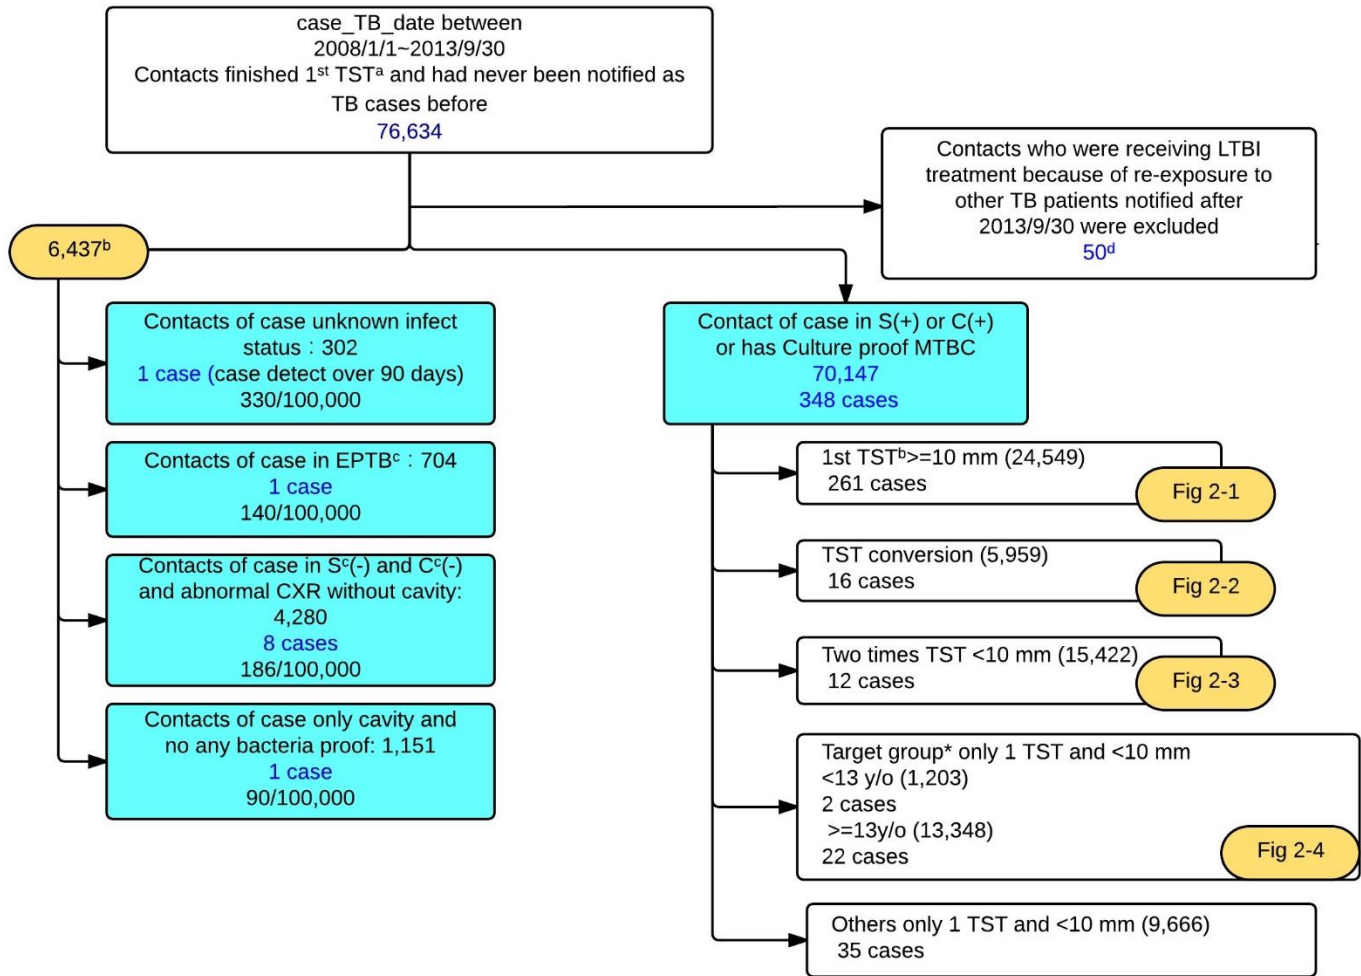 case_TB_date between
2008/1/1~2013/9/30
Contacts finished 1st TSTa and had never been notified as
TB cases before
76,634
Contacts who were receiving LTBI
treatment because of re-exposure to
other TB patients notified after
2013/9/30 were excluded
50d
6,437b
Contacts of case unknown infect
status：302
1 case (case detect over 90 days)
330/100,000
Contacts of case in EPTBc：704
1 case
140/100,000
Contacts of case in Sc(-) and Cc(-)
and abnormal CXR without cavity:
4,280
8 cases
186/100,000
Contacts of case only cavity and
no any bacteria proof: 1,151
1 case
90/100,000
Contact of case in S(+) or C(+)
or has Culture proof MTBC
70,147
348 cases
1st TSTb>=10 mm (24,549)
261 cases
Fig 2-1
TST conversion (5,959)
16 cases
Fig 2-2
Two times TST <10 mm (15,422)
12 cases
Fig 2-3
Target group* only 1 TST and <10 mm
<13 y/o (1,203)
2 cases
>=13y/o (13,348)
22 cases
Fig 2-4
Others only 1 TST and <10 mm (9,666)
35 cases